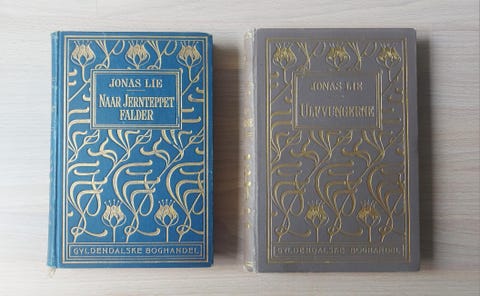 JONAS LIE
NAAR JERNTEPPET
FALDER
GYLDENDALSKE BOGHANDEL
JONAS LIE
ULFVUNGERNE
GYLDENDALSKE BOGHANDEL